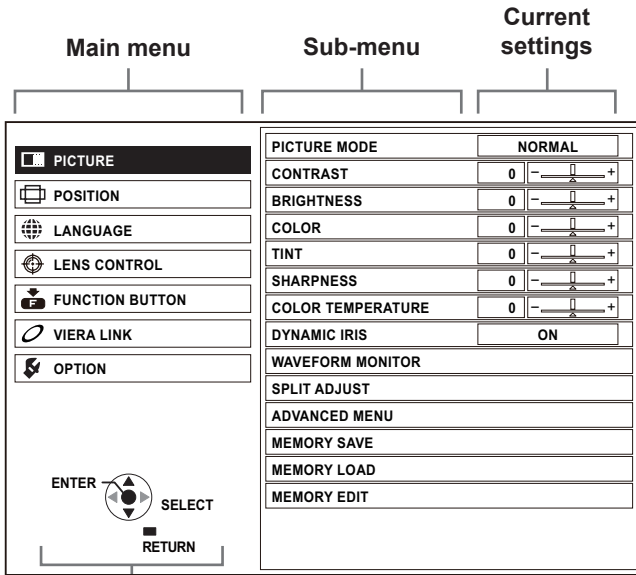 Main menu
Sub-menu
Current
settings
PICTURE
POSITION
LANGUAGE
LENS CONTROL
F FUNCTION BUTTON
VIERA LINK
OPTION
ENTER
SELECT
RETURN
PICTURE MODE NORMAL
CONTRAST 0 - +
BRIGHTNESS 0 - +
COLOR 0 - +
TINT 0 - +
SHARPNESS 0 - +
COLOR TEMPERATURE 0 - +
DYNAMIC IRIS ON
WAVEFORM MONITOR
SPLIT ADJUST
ADVANCED MENU
MEMORY SAVE
MEMORY LOAD
MEMORY EDIT